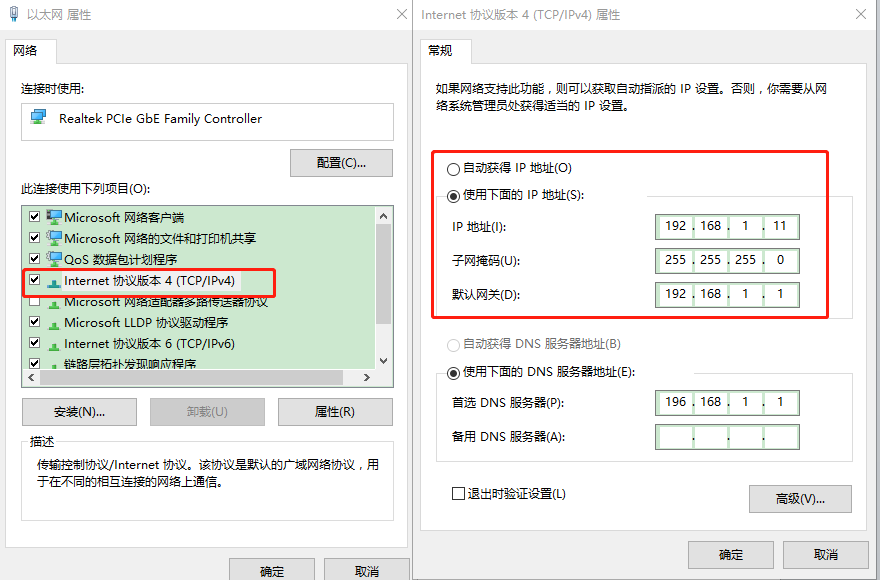 以太网 属性
网络
连接时使用:
Realtek PCIe GbE Family Controller
配置(C)...
此连接使用下列项目(O):
Microsoft 网络客户端
Microsoft 网络的文件和打印机共享
QoS 数据包计划程序
Internet 协议版本 4 (TCP/IPv4)
Microsoft 网络适配器多路传送器协议
Microsoft LLDP 协议驱动程序
Internet 协议版本 6 (TCP/IPv6)
链路层拓扑发现响应程序
安装(N)...
卸载(U)
属性(R)
描述
传输控制协议/Internet 协议。该协议是默认的广域网络协议，用
于在不同的相互连接的网络上通信。
确定
取消
Internet 协议版本 4 (TCP/IPv4) 属性
常规
如果网络支持此功能，则可以获取自动指派的 IP 设置。否则，你需要从网
络系统管理员处获得适当的 IP 设置。
自动获得 IP 地址(O)
使用下面的 IP 地址(S):
IP 地址(I):
192 . 168 . 1 . 11
子网掩码(U):
255 . 255 . 255 . 0
默认网关(D):
192 . 168 . 1 . 1
自动获得 DNS 服务器地址(B)
使用下面的 DNS 服务器地址(E):
首选 DNS 服务器(P):
196 . 168 . 1 . 1
备用 DNS 服务器(A):
. . .
退出时验证设置(L)
高级(V)...
确定
取消